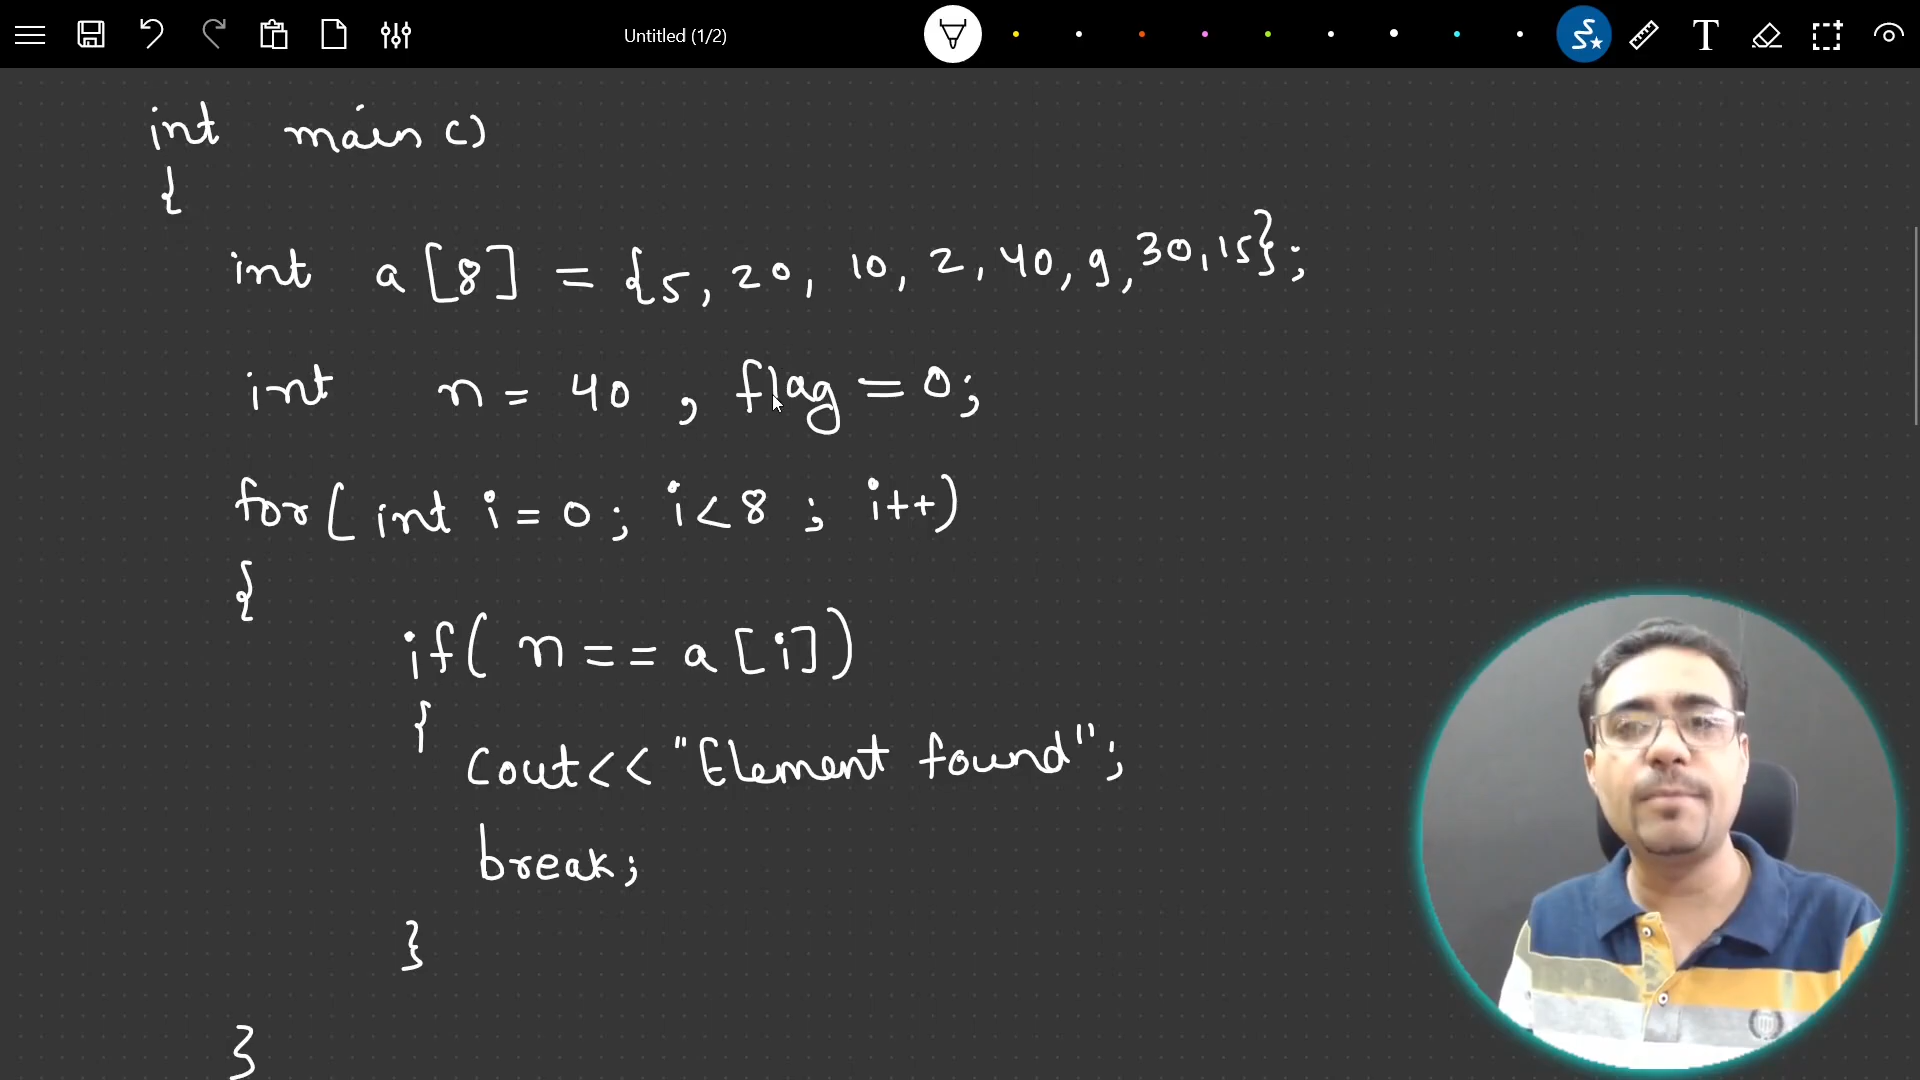 Untitled (1/2)
int main()
{
int a[8] = {5, 20, 10, 2, 40, 9, 30, 15};
int n = 40, flag = 0;
for( int i = 0; i < 8 ; i++)
{
if( n == a[i])
{
cout<< "Element found";
break;
}
}